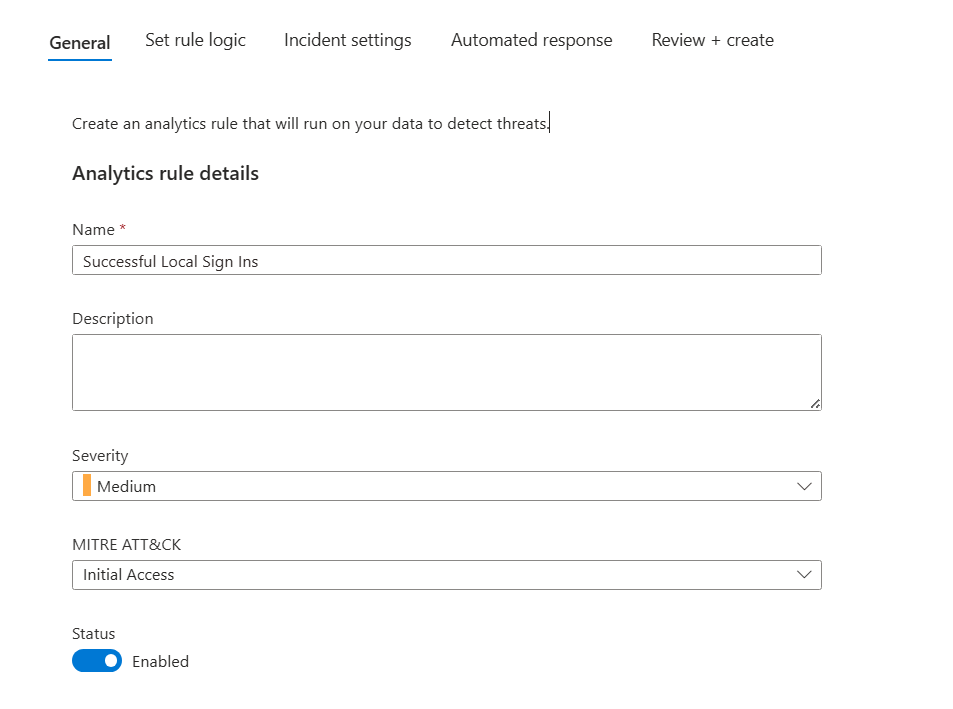 General Set rule logic Incident settings Automated response Review + create
Create an analytics rule that will run on your data to detect threats.
Analytics rule details
Name *
Successful Local Sign Ins
Description
Severity
Medium
MITRE ATT&CK
Initial Access
Status
Enabled